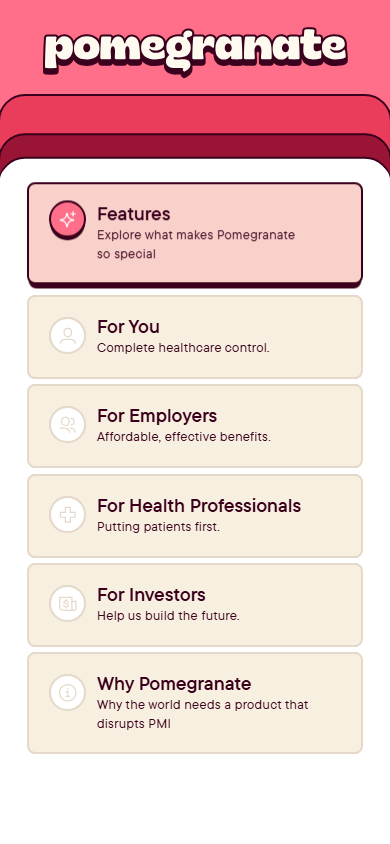 pomegranate
Features
Explore what makes Pomegranate
so special
For You
Complete healthcare control.
For Employers
Affordable, effective benefits.
For Health Professionals
Putting patients first.
For Investors
Help us build the future.
Why Pomegranate
Why the world needs a product that
disrupts PMI